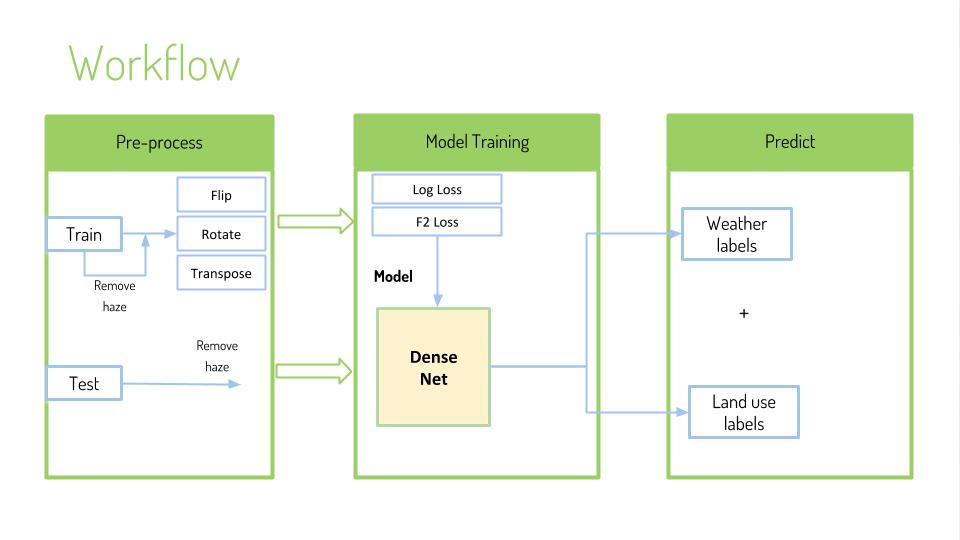 Workflow
Pre-process
Flip
Train
Rotate
Transpose
Remove
haze
Remove
haze
Test
Model Training
Log Loss
F2 Loss
Model
Dense
Net
Predict
Weather
labels
+
Land use
labels